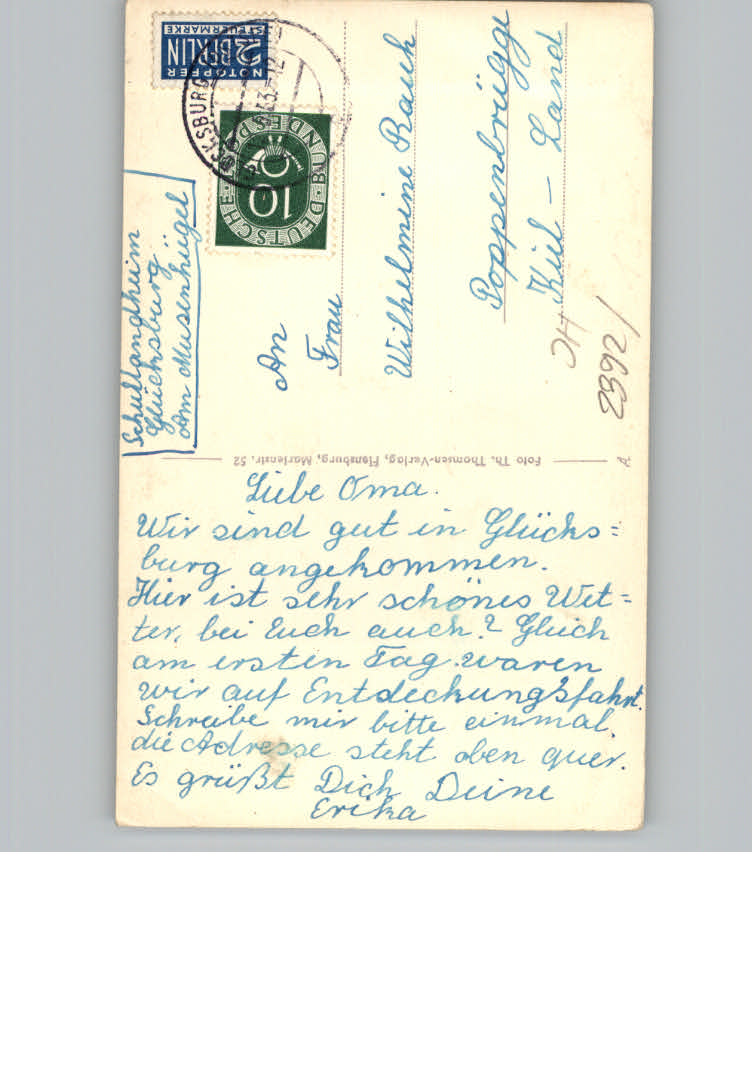 NOTOPFER
2 BERLIN
STEUERMARKE
DEUTSCHE BUNDESPOST
10
Schullandheim
Glücksburg
Am Musenhügel
An
Frau
Wilhelmine Rauh
Poppenbrügge
Kiel – Land
OH
2392/
Foto Th. Thomsen-Verlag, Flensburg, Marienstr. 52
A
Liebe Oma.
Wir sind gut in Glücks=
burg angekommen.
Hier ist sehr schönes Wet=
ter, bei Euch auch? Gleich
am ersten Tag waren
wir auf Entdeckungsfahrt.
Schreibe mir bitte einmal,
die Adresse steht oben quer.
Es grüßt Dich Deine
Erika